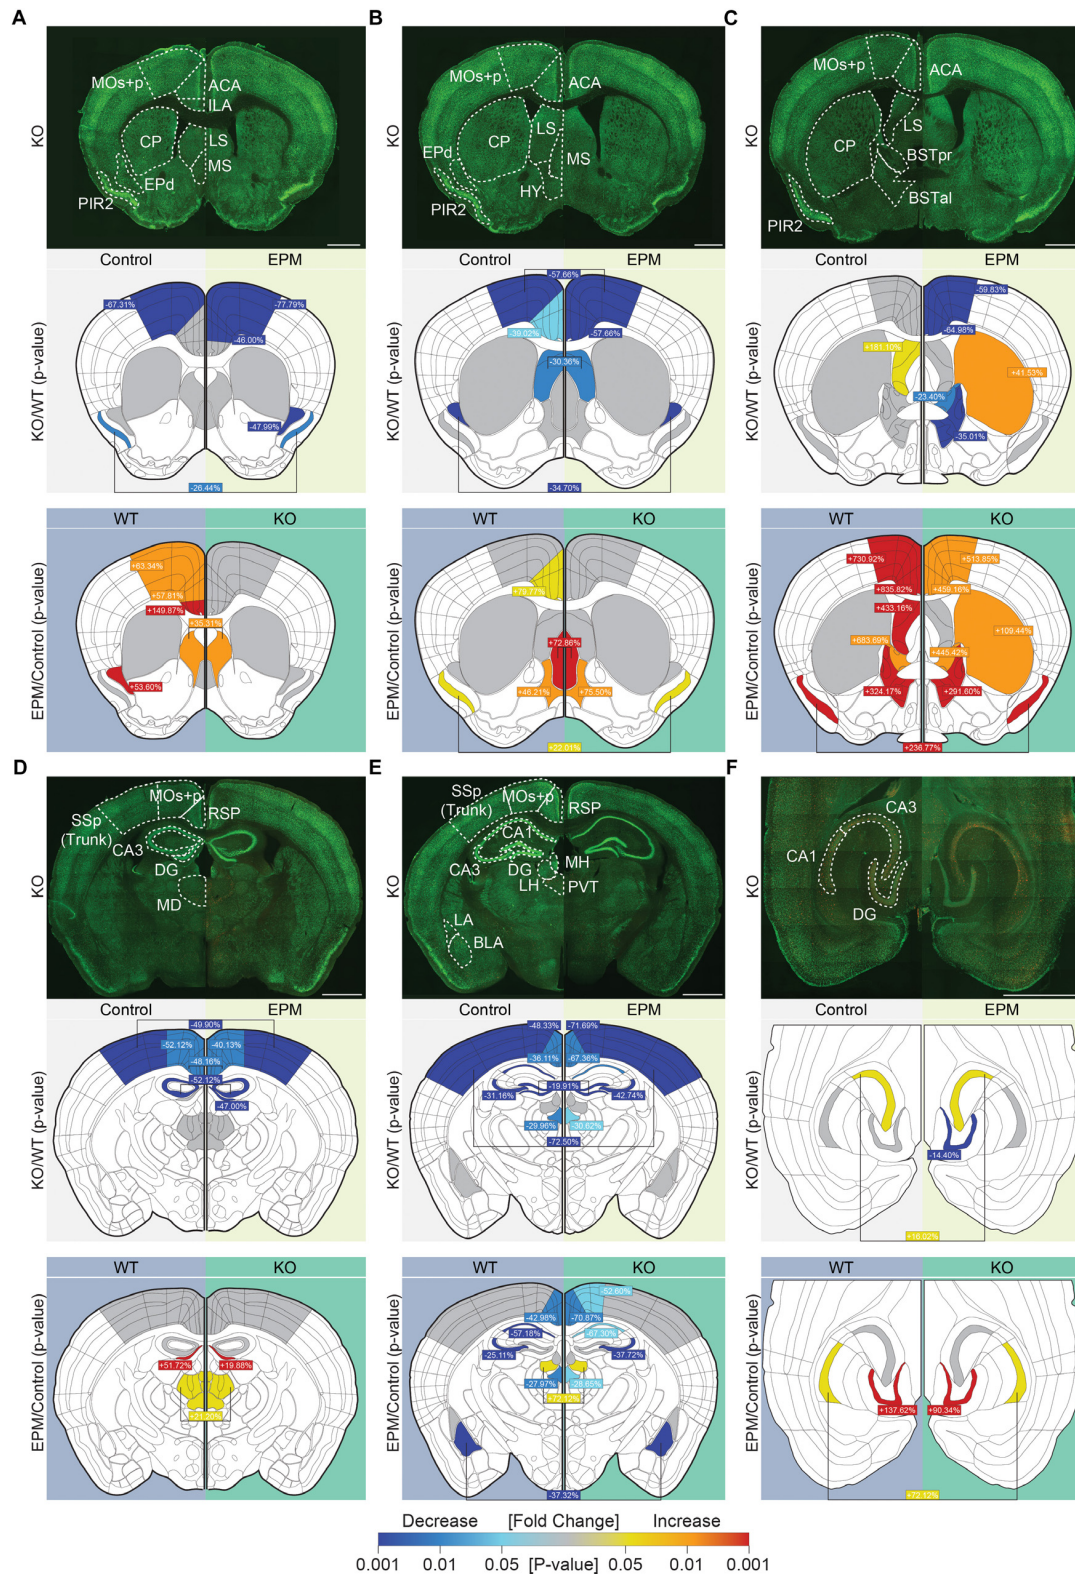 A
B
C
KO
MOs+p
ACA
ILA
CP
LS
MS
EPd
PIR2
MOs+p
ACA
LS
CP
EPd
MS
HY
PIR2
MOs+p
ACA
LS
CP
BSTpr
BSTal
PIR2
Control
EPM
Control
EPM
Control
EPM
KO/WT (p-value)
-67.31%
-77.79%
-46.00%
-47.99%
-26.44%
KO/WT (p-value)
-57.66%
-39.02%
-57.66%
-30.36%
-34.70%
KO/WT (p-value)
-59.83%
-64.98%
+181.10%
+41.53%
-23.40%
-35.01%
WT
KO
WT
KO
WT
KO
EPM/Control (p-value)
+63.34%
+57.81%
+149.87%
+35.31%
+53.60%
EPM/Control (p-value)
+79.77%
+72.86%
+46.21%
+75.50%
+22.01%
EPM/Control (p-value)
+730.92%
+513.85%
+835.82%
+459.16%
+433.16%
+109.44%
+683.69%
+445.42%
+324.17%
+291.60%
+236.77%
D
E
F
KO
SSp
(Trunk)
MOs+p
RSP
CA3
DG
MD
KO
SSp
(Trunk)
MOs+p
RSP
CA1
CA3
DG
MH
LH
PVT
LA
BLA
KO
CA3
CA1
DG
Control
EPM
Control
EPM
Control
EPM
KO/WT (p-value)
-49.90%
-52.12%
-40.13%
-48.16%
-52.12%
-47.00%
KO/WT (p-value)
-48.33%
-71.69%
-36.11%
-67.36%
-19.91%
-31.16%
-42.74%
-29.96%
-30.62%
-72.50%
KO/WT (p-value)
-14.40%
+16.02%
WT
KO
WT
KO
WT
KO
EPM/Control (p-value)
+51.72%
+19.88%
+21.20%
EPM/Control (p-value)
-52.60%
-42.98%
-70.87%
-57.18%
-67.30%
-25.11%
-37.72%
-27.97%
-28.65%
+72.12%
-37.32%
EPM/Control (p-value)
+137.62%
+90.34%
+72.12%
Decrease
[Fold Change]
Increase
0.001
0.01
0.05
[P-value]
0.05
0.01
0.001